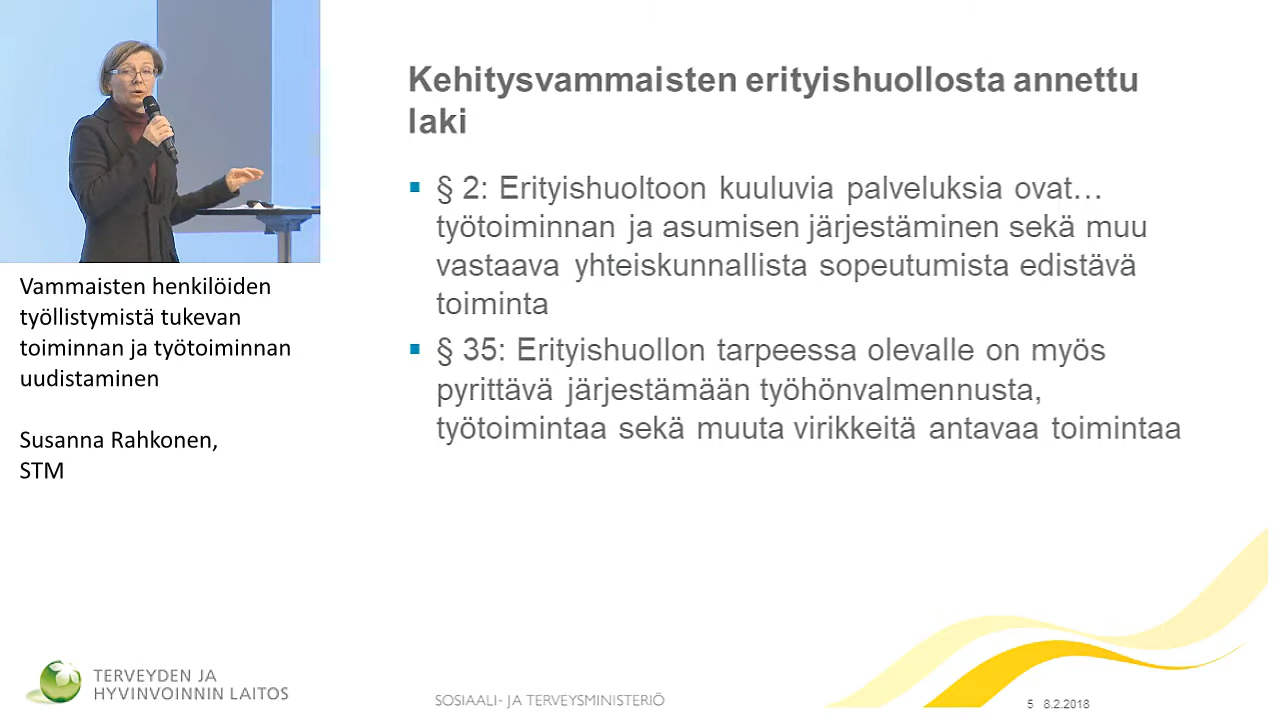 Kehitysvammaisten erityishuollosta annettu
laki
§ 2: Erityishuoltoon kuuluvia palveluksia ovat…
työtoiminnan ja asumisen järjestäminen sekä muu
vastaava yhteiskunnallista sopeutumista edistävä
toiminta
§ 35: Erityishuollon tarpeessa olevalle on myös
pyrittävä järjestämään työhönvalmennusta,
työtoimintaa sekä muuta virikkeitä antavaa toimintaa
Vammaisten henkilöiden
työllistymistä tukevan
toiminnan ja työtoiminnan
uudistaminen
Susanna Rahkonen,
STM
TERVEYDEN JA
HYVINVOINNIN LAITOS
SOSIAALI- JA TERVEYSMINISTERIÖ
5 8.2.2018